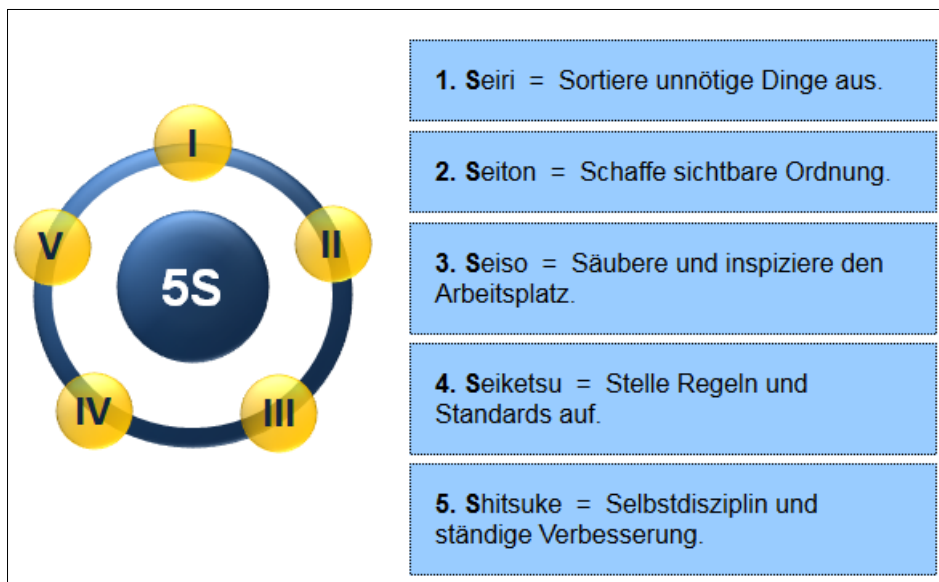 I
II
III
IV
V
5S
1. Seiri = Sortiere unnötige Dinge aus.
2. Seiton = Schaffe sichtbare Ordnung.
3. Seiso = Säubere und inspiziere den
Arbeitsplatz.
4. Seiketsu = Stelle Regeln und
Standards auf.
5. Shitsuke = Selbstdisziplin und
ständige Verbesserung.